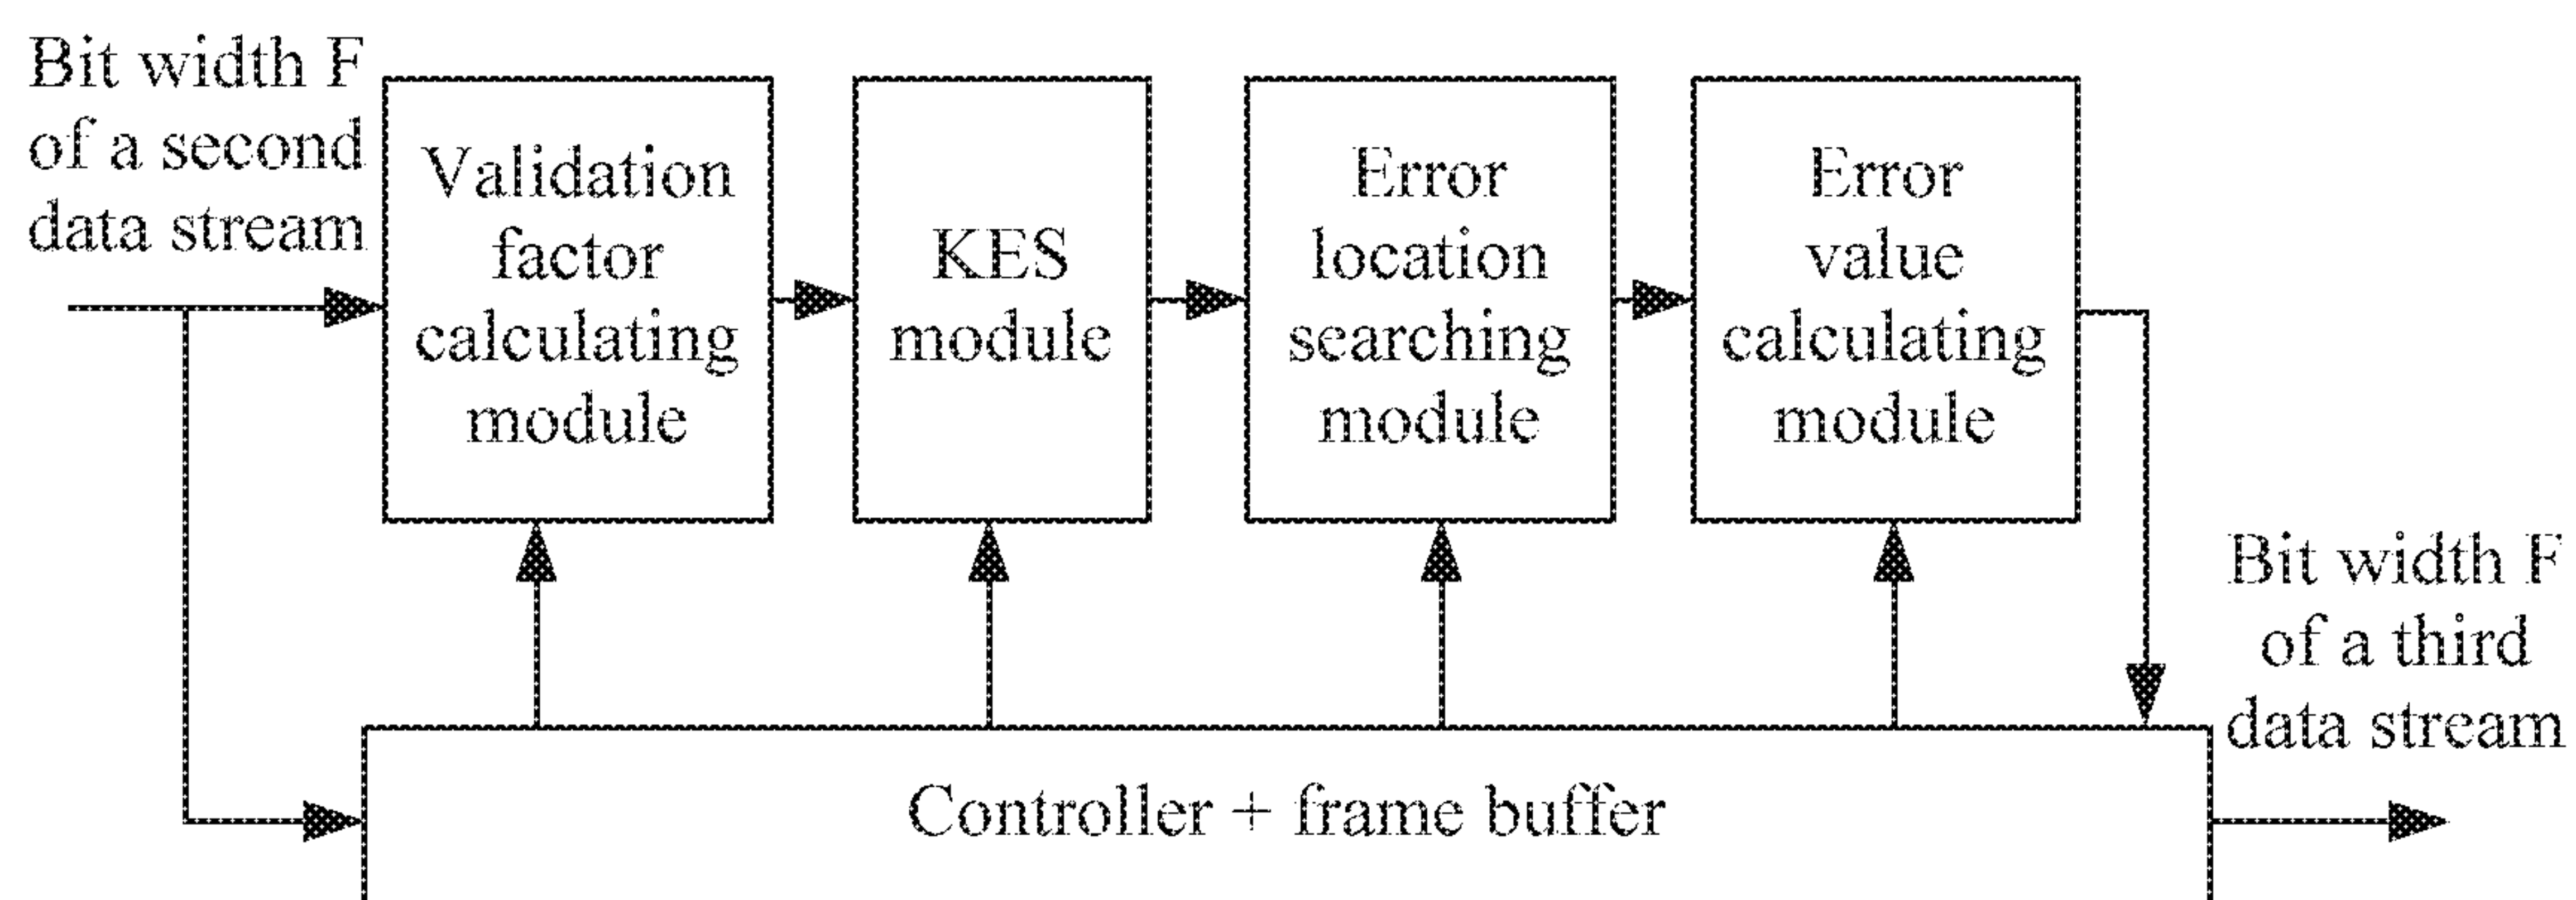 Bit width F
of a second
data stream
Validation
factor
calculating
module
KES
module
Error
location
searching
module
Error
value
calculating
module
Bit width F
of a third
data stream
Controller + frame buffer